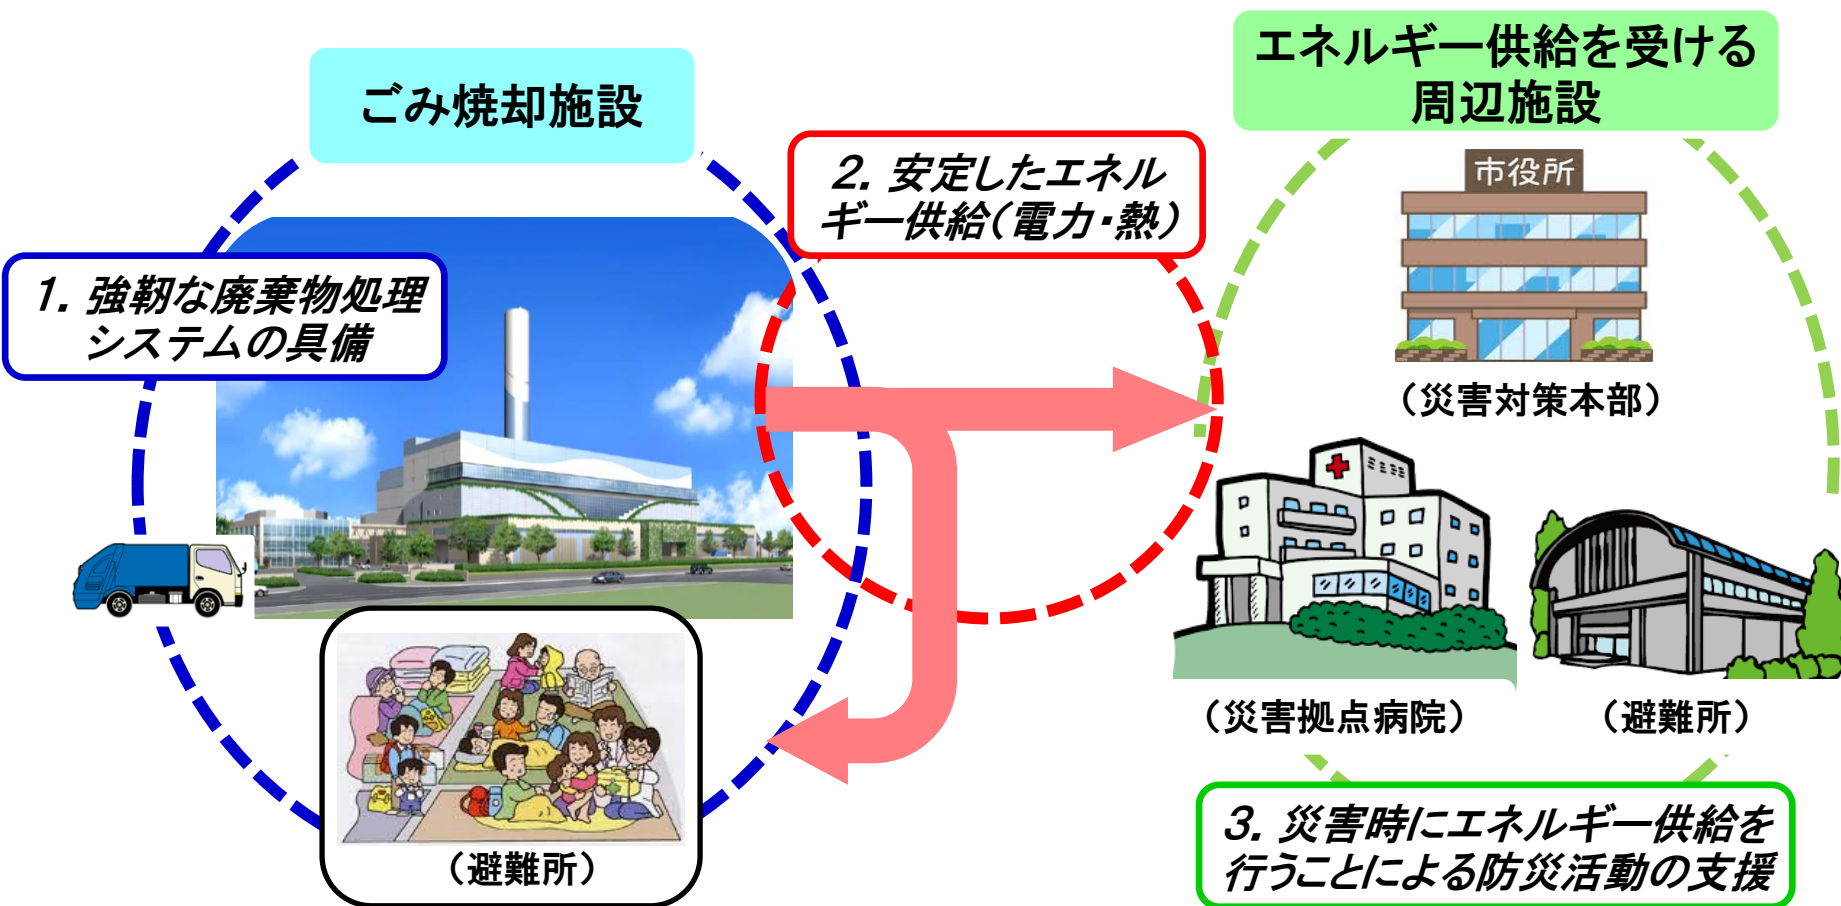 ごみ焼却施設
エネルギー供給を受ける
周辺施設
1. 強靭な廃棄物処理
システムの具備
2. 安定したエネル
ギー供給(電力・熱)
市役所
(災害対策本部)
(災害拠点病院)
(避難所)
(避難所)
3. 災害時にエネルギー供給を
行うことによる防災活動の支援